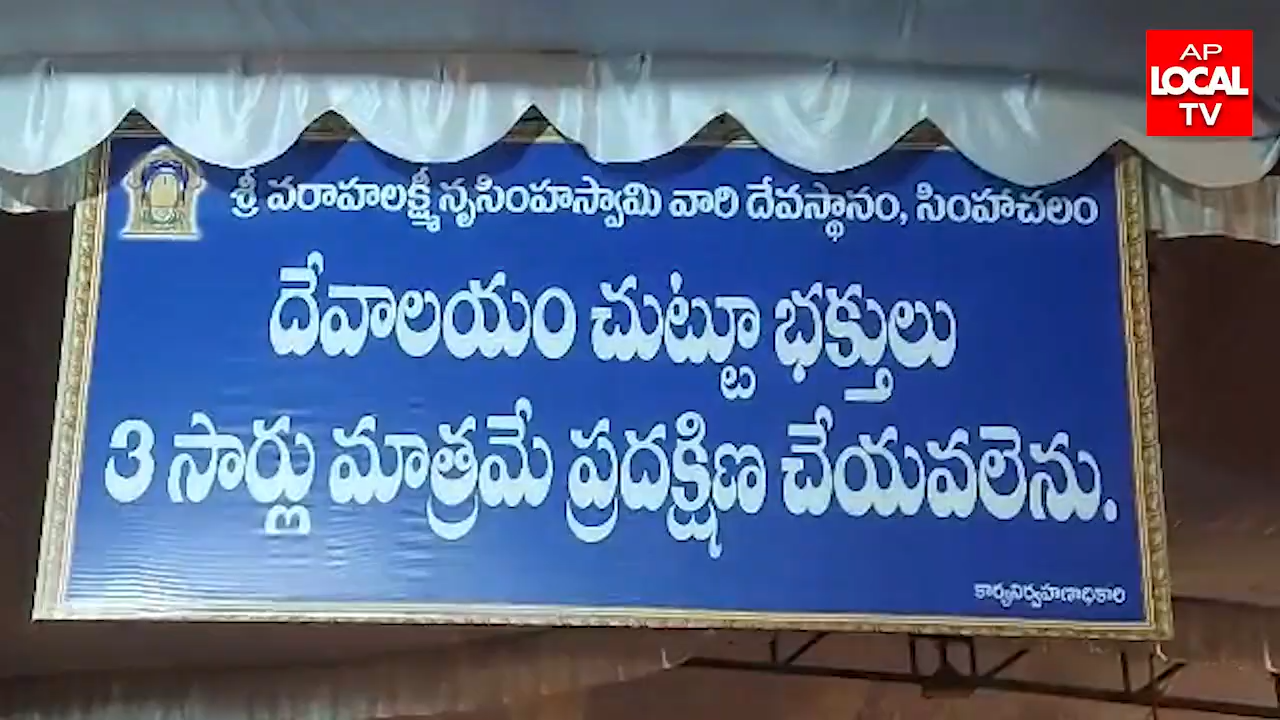 AP
LOCAL
TV
శ్రీ వరాహలక్ష్మీ నృసింహస్వామి వారి దేవస్థానం, సింహాచలం
దేవాలయం చుట్టూ భక్తులు
3 సార్లు మాత్రమే ప్రదక్షిణ చేయవలెను.
కార్యనిర్వహణాధికారి